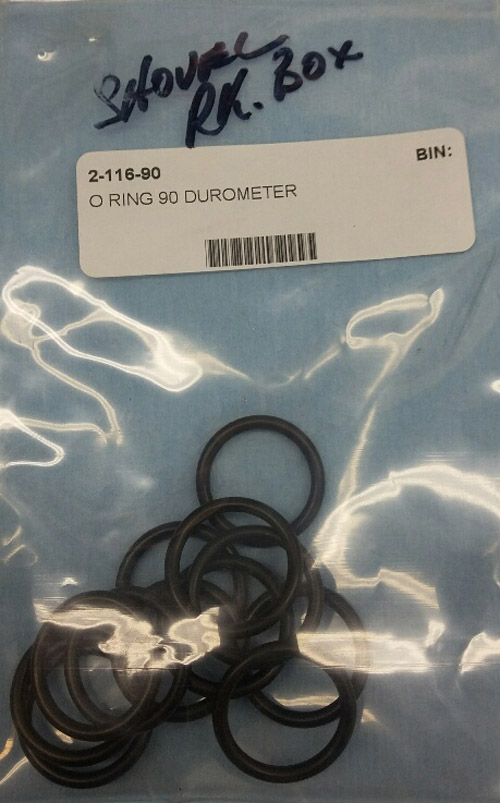 SHOVEL
RK. BOX
2-116-90
BIN:
O RING 90 DUROMETER